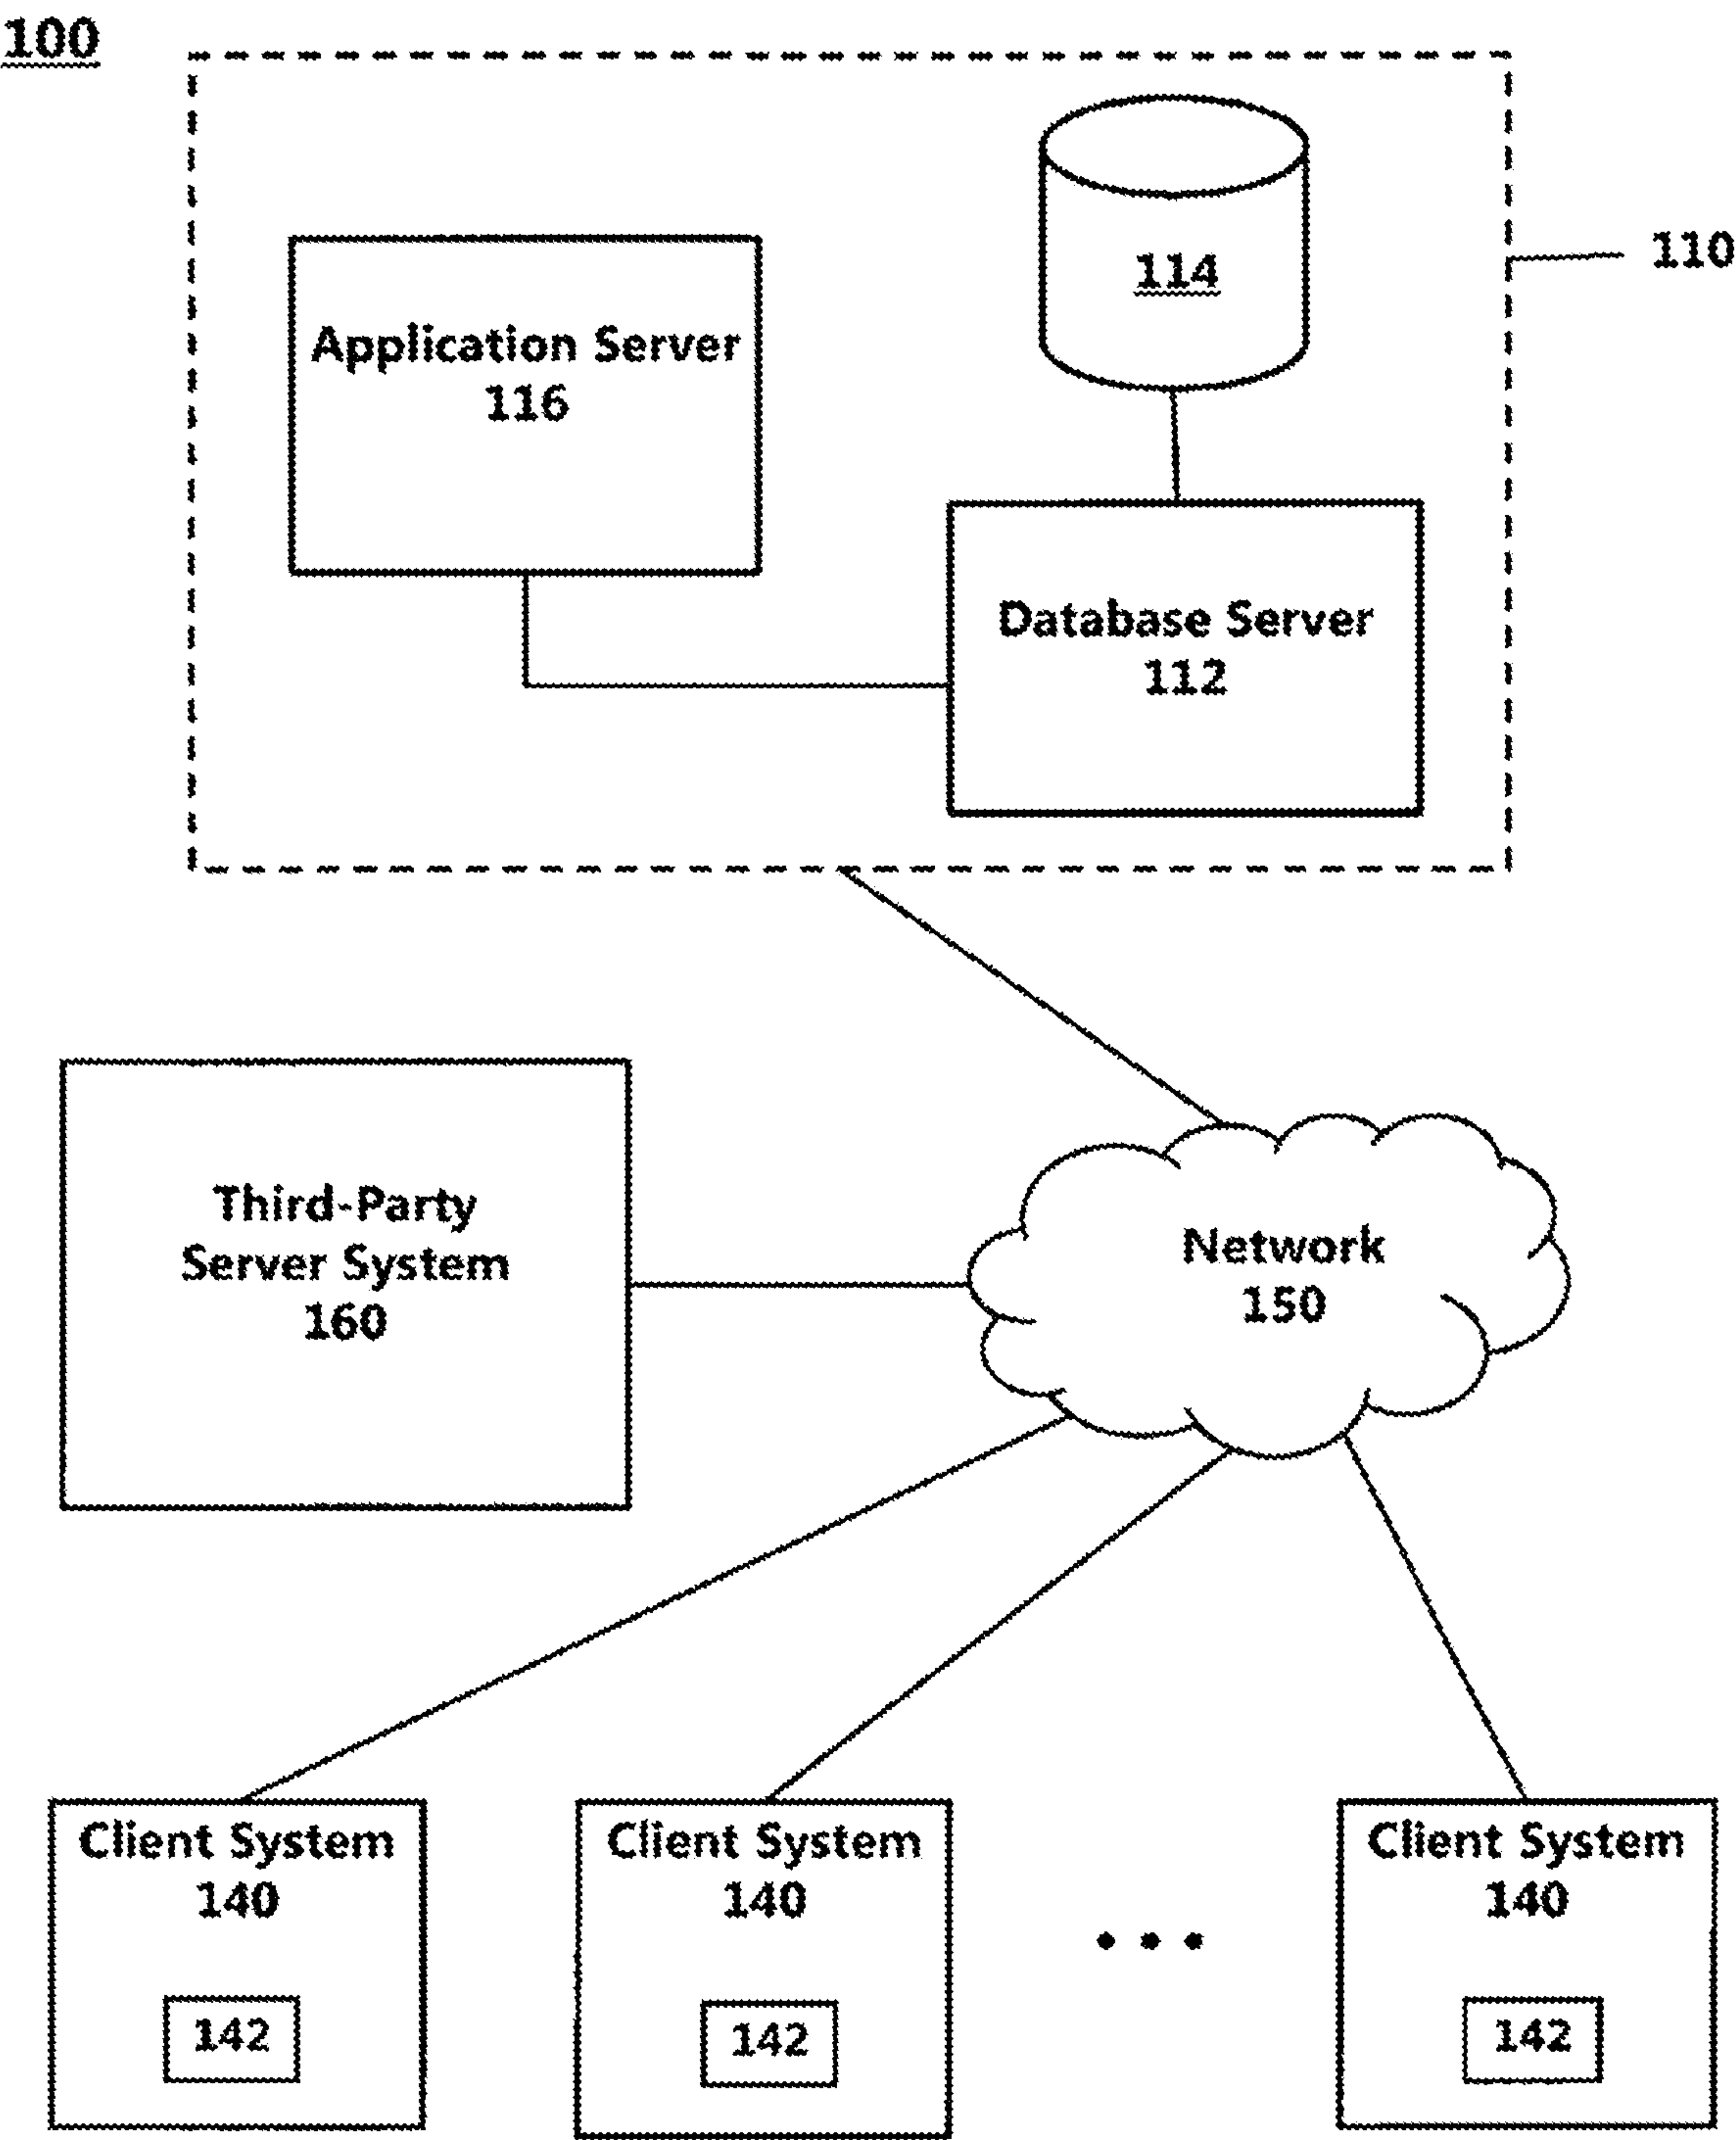 100
114
110
Application Server
116
Database Server
112
Third-Party
Server System
160
Network
150
Client System
140
142
Client System
140
142
Client System
140
142